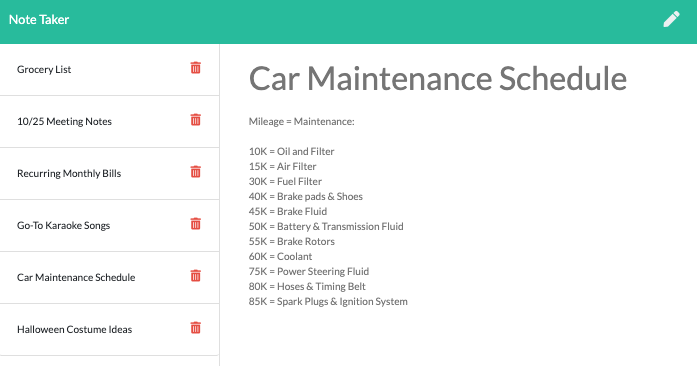 Note Taker
Grocery List
10/25 Meeting Notes
Recurring Monthly Bills
Go-To Karaoke Songs
Car Maintenance Schedule
Halloween Costume Ideas
Car Maintenance Schedule
Mileage = Maintenance:
10K = Oil and Filter
15K = Air Filter
30K = Fuel Filter
40K = Brake pads & Shoes
45K = Brake Fluid
50K = Battery & Transmission Fluid
55K = Brake Rotors
60K = Coolant
75K = Power Steering Fluid
80K = Hoses & Timing Belt
85K = Spark Plugs & Ignition System